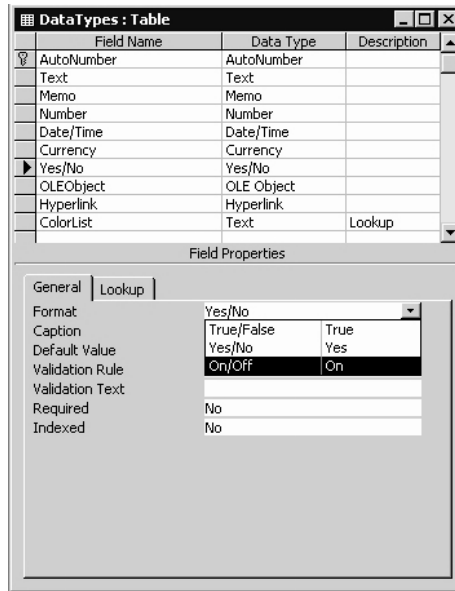 DataTypes : Table
Field Name Data Type Description
AutoNumber AutoNumber
Text Text
Memo Memo
Number Number
Date/Time Date/Time
Currency Currency
Yes/No Yes/No
OLEObject OLE Object
Hyperlink Hyperlink
ColorList Text Lookup
Field Properties
General Lookup
Format Yes/No
Caption True/False True
Default Value Yes/No Yes
Validation Rule On/Off On
Validation Text
Required No
Indexed No